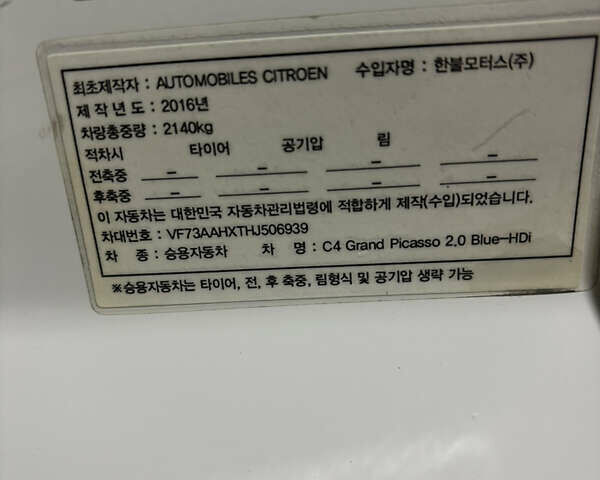 최초제작자 : AUTOMOBILES CITROEN 수입자명 : 한불모터스(주)
제 작 년 도 : 2016년
차량총중량 : 2140kg
적차시 타이어 공기압 림
전축중 – – – –
후축중 – – – –
이 자동차는 대한민국 자동차관리법령에 적합하게 제작(수입)되었습니다.
차대번호 : VF73AAHXTHJ506939
차 종 : 승용자동차 차 명 : C4 Grand Picasso 2.0 Blue-HDi
※승용자동차는 타이어, 전, 후 축중, 림형식 및 공기압 생략 가능